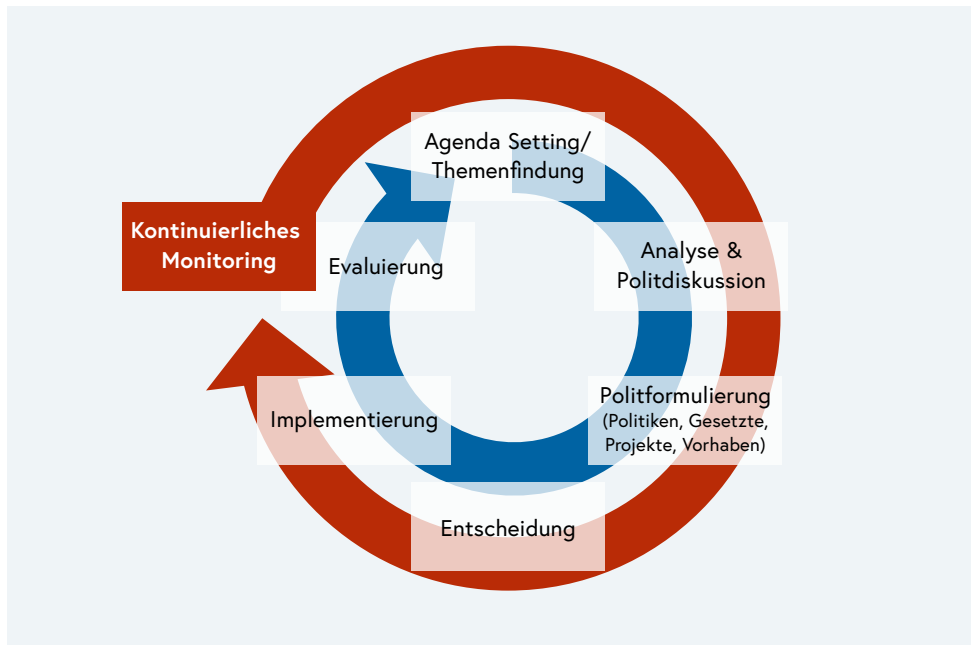 Agenda Setting/
Themenfindung
Kontinuierliches
Monitoring
Evaluierung
Analyse &
Politdiskussion
Implementierung
Politformulierung
(Politiken, Gesetzte,
Projekte, Vorhaben)
Entscheidung